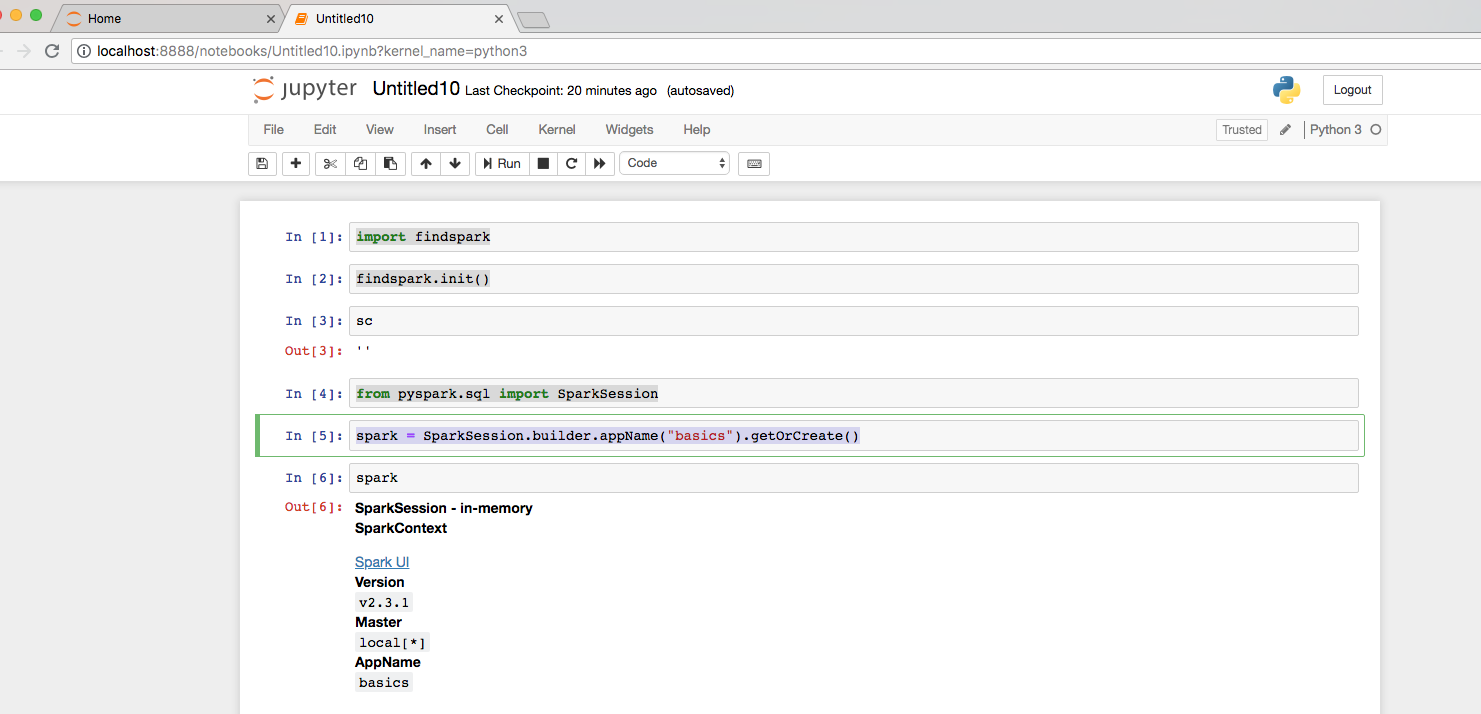 Home
Untitled10
localhost:8888/notebooks/Untitled10.ipynb?kernel_name=python3
jupyter Untitled10 Last Checkpoint: 20 minutes ago (autosaved) Logout
File Edit View Insert Cell Kernel Widgets Help Trusted Python 3
Run Code
In [1]: import findspark
In [2]: findspark.init()
In [3]: sc
Out[3]: ''
In [4]: from pyspark.sql import SparkSession
In [5]: spark = SparkSession.builder.appName("basics").getOrCreate()
In [6]: spark
Out[6]: SparkSession - in-memory
SparkContext
Spark UI
Version
v2.3.1
Master
local[*]
AppName
basics